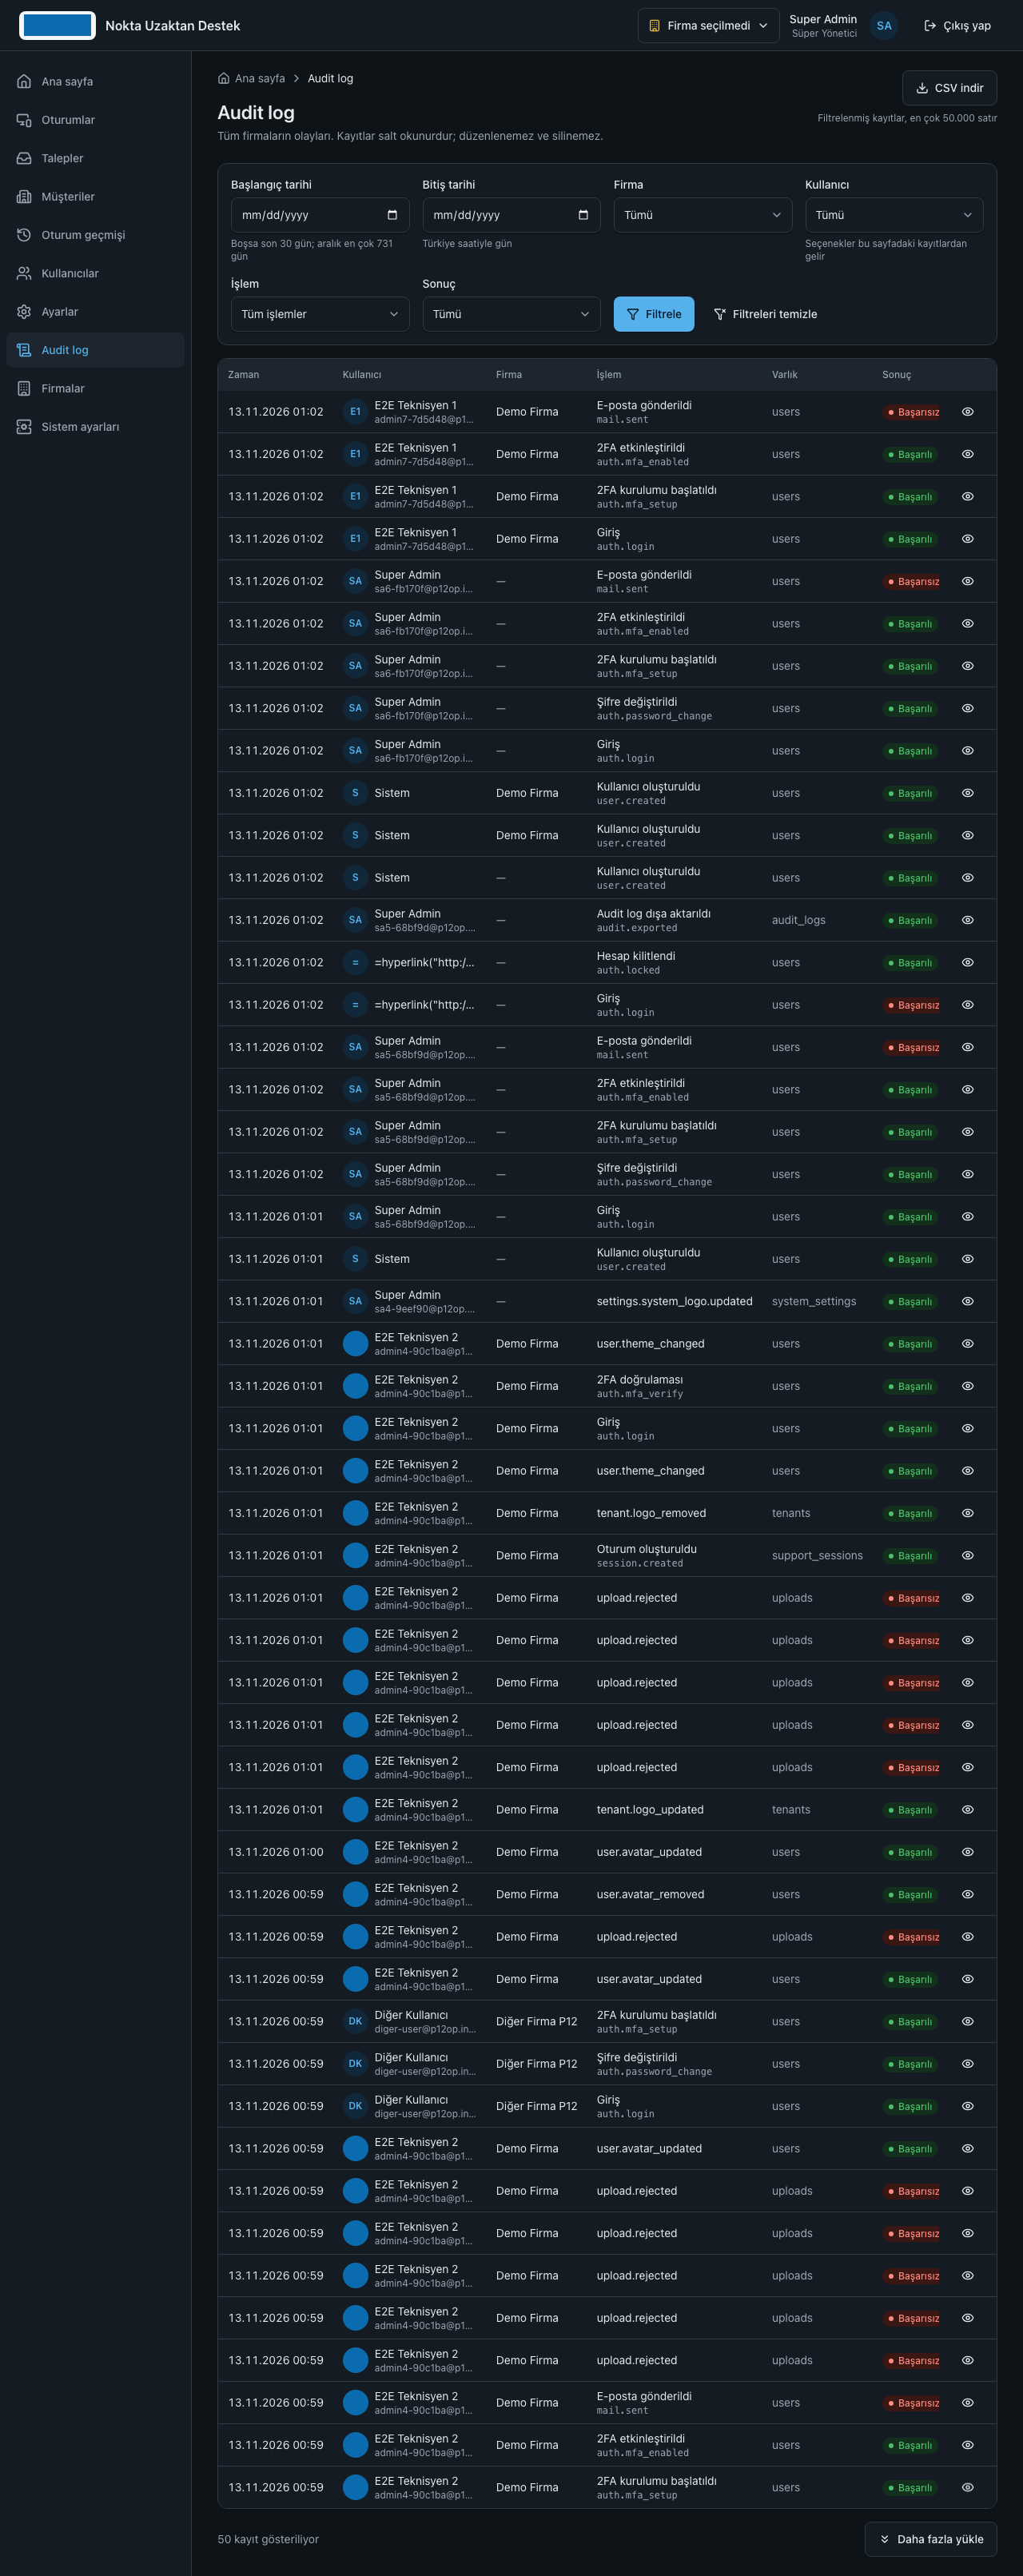 Nokta Uzaktan Destek
Firma seçilmedi
Super Admin
Süper Yönetici
SA
Çıkış yap
Ana sayfa
Oturumlar
Talepler
Müşteriler
Oturum geçmişi
Kullanıcılar
Ayarlar
Audit log
Firmalar
Sistem ayarları
Ana sayfa > Audit log
CSV indir
Audit log
Filtrelenmiş kayıtlar, en çok 50.000 satır
Tüm firmaların olayları. Kayıtlar salt okunurdur; düzenlenemez ve silinemez.
Başlangıç tarihi Bitiş tarihi Firma Kullanıcı
mm/dd/yyyy mm/dd/yyyy Tümü Tümü
Boşsa son 30 gün; aralık en çok 731 gün
Türkiye saatiyle gün
Seçenekler bu sayfadaki kayıtlardan gelir
İşlem Sonuç
Tüm işlemler Tümü Filtrele Filtreleri temizle
Zaman Kullanıcı Firma İşlem Varlık Sonuç
13.11.2026 01:02 E1 E2E Teknisyen 1 admin7-7d5d48@p1... Demo Firma E-posta gönderildi mail.sent users Başarısız
13.11.2026 01:02 E1 E2E Teknisyen 1 admin7-7d5d48@p1... Demo Firma 2FA etkinleştirildi auth.mfa_enabled users Başarılı
13.11.2026 01:02 E1 E2E Teknisyen 1 admin7-7d5d48@p1... Demo Firma 2FA kurulumu başlatıldı auth.mfa_setup users Başarılı
13.11.2026 01:02 E1 E2E Teknisyen 1 admin7-7d5d48@p1... Demo Firma Giriş auth.login users Başarılı
13.11.2026 01:02 SA Super Admin sa6-fb170f@p12op.i... — E-posta gönderildi mail.sent users Başarısız
13.11.2026 01:02 SA Super Admin sa6-fb170f@p12op.i... — 2FA etkinleştirildi auth.mfa_enabled users Başarılı
13.11.2026 01:02 SA Super Admin sa6-fb170f@p12op.i... — 2FA kurulumu başlatıldı auth.mfa_setup users Başarılı
13.11.2026 01:02 SA Super Admin sa6-fb170f@p12op.i... — Şifre değiştirildi auth.password_change users Başarılı
13.11.2026 01:02 SA Super Admin sa6-fb170f@p12op.i... — Giriş auth.login users Başarılı
13.11.2026 01:02 S Sistem Demo Firma Kullanıcı oluşturuldu user.created users Başarılı
13.11.2026 01:02 S Sistem Demo Firma Kullanıcı oluşturuldu user.created users Başarılı
13.11.2026 01:02 S Sistem — Kullanıcı oluşturuldu user.created users Başarılı
13.11.2026 01:02 SA Super Admin sa5-68bf9d@p12op.... — Audit log dışa aktarıldı audit.exported audit_logs Başarılı
13.11.2026 01:02 = =hyperlink("http:/... — Hesap kilitlendi auth.locked users Başarılı
13.11.2026 01:02 = =hyperlink("http:/... — Giriş auth.login users Başarısız
13.11.2026 01:02 SA Super Admin sa5-68bf9d@p12op.... — E-posta gönderildi mail.sent users Başarısız
13.11.2026 01:02 SA Super Admin sa5-68bf9d@p12op.... — 2FA etkinleştirildi auth.mfa_enabled users Başarılı
13.11.2026 01:02 SA Super Admin sa5-68bf9d@p12op.... — 2FA kurulumu başlatıldı auth.mfa_setup users Başarılı
13.11.2026 01:02 SA Super Admin sa5-68bf9d@p12op.... — Şifre değiştirildi auth.password_change users Başarılı
13.11.2026 01:01 SA Super Admin sa5-68bf9d@p12op.... — Giriş auth.login users Başarılı
13.11.2026 01:01 S Sistem — Kullanıcı oluşturuldu user.created users Başarılı
13.11.2026 01:01 SA Super Admin sa4-9eef90@p12op.... — settings.system_logo.updated system_settings Başarılı
13.11.2026 01:01 E2E Teknisyen 2 admin4-90c1ba@p1... Demo Firma user.theme_changed users Başarılı
13.11.2026 01:01 E2E Teknisyen 2 admin4-90c1ba@p1... Demo Firma 2FA doğrulaması auth.mfa_verify users Başarılı
13.11.2026 01:01 E2E Teknisyen 2 admin4-90c1ba@p1... Demo Firma Giriş auth.login users Başarılı
13.11.2026 01:01 E2E Teknisyen 2 admin4-90c1ba@p1... Demo Firma user.theme_changed users Başarılı
13.11.2026 01:01 E2E Teknisyen 2 admin4-90c1ba@p1... Demo Firma tenant.logo_removed tenants Başarılı
13.11.2026 01:01 E2E Teknisyen 2 admin4-90c1ba@p1... Demo Firma Oturum oluşturuldu session.created support_sessions Başarılı
13.11.2026 01:01 E2E Teknisyen 2 admin4-90c1ba@p1... Demo Firma upload.rejected uploads Başarısız
13.11.2026 01:01 E2E Teknisyen 2 admin4-90c1ba@p1... Demo Firma upload.rejected uploads Başarısız
13.11.2026 01:01 E2E Teknisyen 2 admin4-90c1ba@p1... Demo Firma upload.rejected uploads Başarısız
13.11.2026 01:01 E2E Teknisyen 2 admin4-90c1ba@p1... Demo Firma upload.rejected uploads Başarısız
13.11.2026 01:01 E2E Teknisyen 2 admin4-90c1ba@p1... Demo Firma upload.rejected uploads Başarısız
13.11.2026 01:01 E2E Teknisyen 2 admin4-90c1ba@p1... Demo Firma tenant.logo_updated tenants Başarılı
13.11.2026 01:00 E2E Teknisyen 2 admin4-90c1ba@p1... Demo Firma user.avatar_updated users Başarılı
13.11.2026 00:59 E2E Teknisyen 2 admin4-90c1ba@p1... Demo Firma user.avatar_removed users Başarılı
13.11.2026 00:59 E2E Teknisyen 2 admin4-90c1ba@p1... Demo Firma upload.rejected uploads Başarısız
13.11.2026 00:59 E2E Teknisyen 2 admin4-90c1ba@p1... Demo Firma user.avatar_updated users Başarılı
13.11.2026 00:59 DK Diğer Kullanıcı diger-user@p12op.in... Diğer Firma P12 2FA kurulumu başlatıldı auth.mfa_setup users Başarılı
13.11.2026 00:59 DK Diğer Kullanıcı diger-user@p12op.in... Diğer Firma P12 Şifre değiştirildi auth.password_change users Başarılı
13.11.2026 00:59 DK Diğer Kullanıcı diger-user@p12op.in... Diğer Firma P12 Giriş auth.login users Başarılı
13.11.2026 00:59 E2E Teknisyen 2 admin4-90c1ba@p1... Demo Firma user.avatar_updated users Başarılı
13.11.2026 00:59 E2E Teknisyen 2 admin4-90c1ba@p1... Demo Firma upload.rejected uploads Başarısız
13.11.2026 00:59 E2E Teknisyen 2 admin4-90c1ba@p1... Demo Firma upload.rejected uploads Başarısız
13.11.2026 00:59 E2E Teknisyen 2 admin4-90c1ba@p1... Demo Firma upload.rejected uploads Başarısız
13.11.2026 00:59 E2E Teknisyen 2 admin4-90c1ba@p1... Demo Firma upload.rejected uploads Başarısız
13.11.2026 00:59 E2E Teknisyen 2 admin4-90c1ba@p1... Demo Firma upload.rejected uploads Başarısız
13.11.2026 00:59 E2E Teknisyen 2 admin4-90c1ba@p1... Demo Firma E-posta gönderildi mail.sent users Başarısız
13.11.2026 00:59 E2E Teknisyen 2 admin4-90c1ba@p1... Demo Firma 2FA etkinleştirildi auth.mfa_enabled users Başarılı
13.11.2026 00:59 E2E Teknisyen 2 admin4-90c1ba@p1... Demo Firma 2FA kurulumu başlatıldı auth.mfa_setup users Başarılı
50 kayıt gösteriliyor
Daha fazla yükle